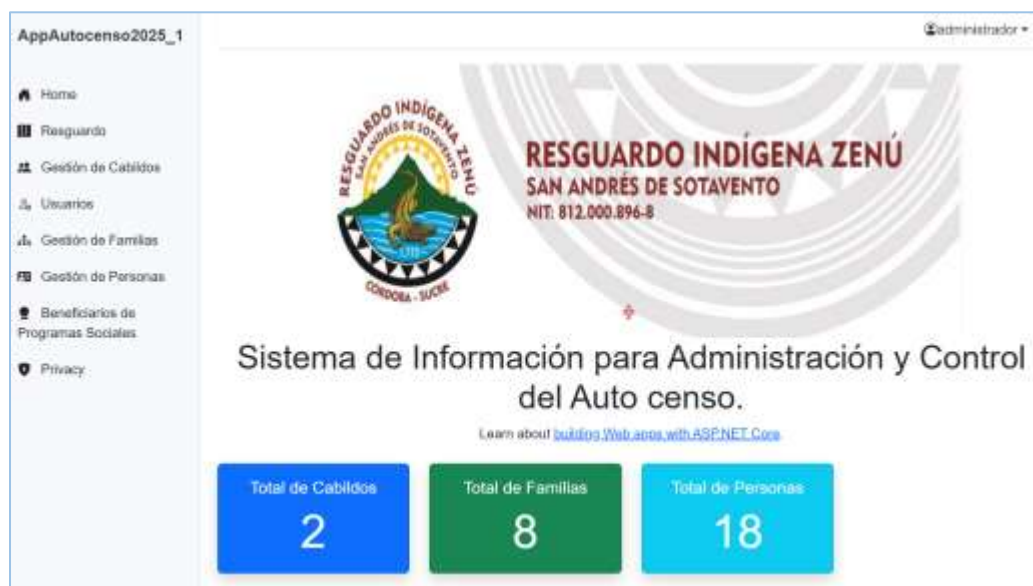 AppAutocenso2025_1
administrador
Home
Resguardo
Gestión de Cabildos
Usuarios
Gestión de Familias
Gestión de Personas
Beneficiarios de
Programas Sociales
Privacy
RESGUARDO INDÍGENA ZENÚ
SAN ANDRÉS DE SOTAVENTO
1773
CÓRDOBA - SUCRE
RESGUARDO INDÍGENA ZENÚ
SAN ANDRÉS DE SOTAVENTO
NIT: 812.000.896-8
Sistema de Información para Administración y Control
del Auto censo.
Learn about building Web apps with ASP.NET Core.
Total de Cabildos
2
Total de Familias
8
Total de Personas
18